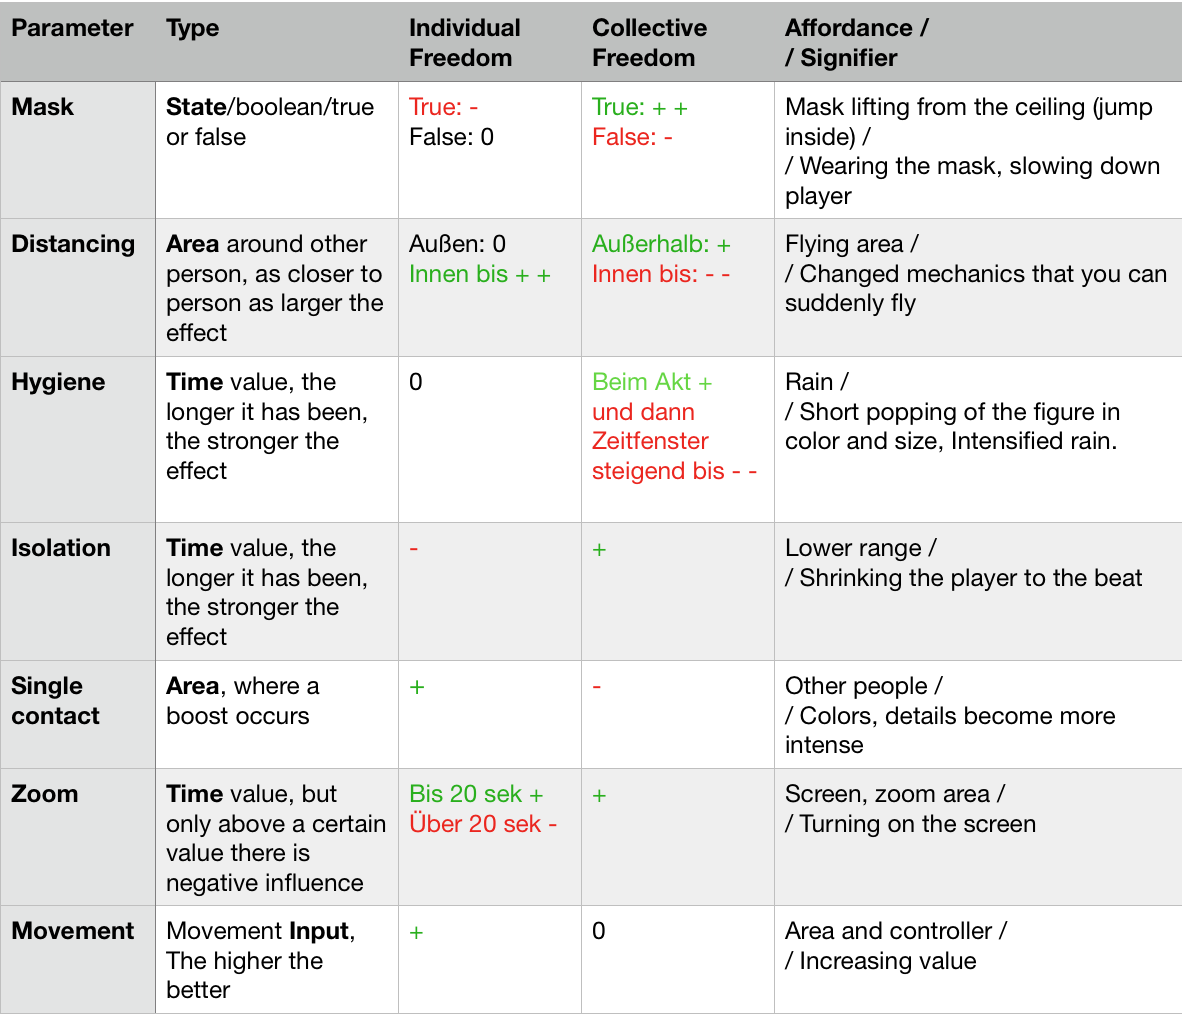 Parameter
Type
Individual
Freedom
Collective
Freedom
Affordance /
/ Signifier
Mask
State/boolean/true
or false
True: -
False: 0
True: + +
False: -
Mask lifting from the ceiling (jump
inside) /
/ Wearing the mask, slowing down
player
Distancing
Area around other
person, as closer to
person as larger the
effect
Außen: 0
Innen bis + +
Außerhalb: +
Innen bis: - -
Flying area /
/ Changed mechanics that you can
suddenly fly
Hygiene
Time value, the
longer it has been,
the stronger the
effect
0
Beim Akt +
und dann
Zeitfenster
steigend bis - -
Rain /
/ Short popping of the figure in
color and size, Intensified rain.
Isolation
Time value, the
longer it has been,
the stronger the
effect
-
+
Lower range /
/ Shrinking the player to the beat
Single
contact
Area, where a
boost occurs
+
-
Other people /
/ Colors, details become more
intense
Zoom
Time value, but
only above a certain
value there is
negative influence
Bis 20 sek +
Über 20 sek -
+
Screen, zoom area /
/ Turning on the screen
Movement
Movement Input,
The higher the
better
+
0
Area and controller /
/ Increasing value